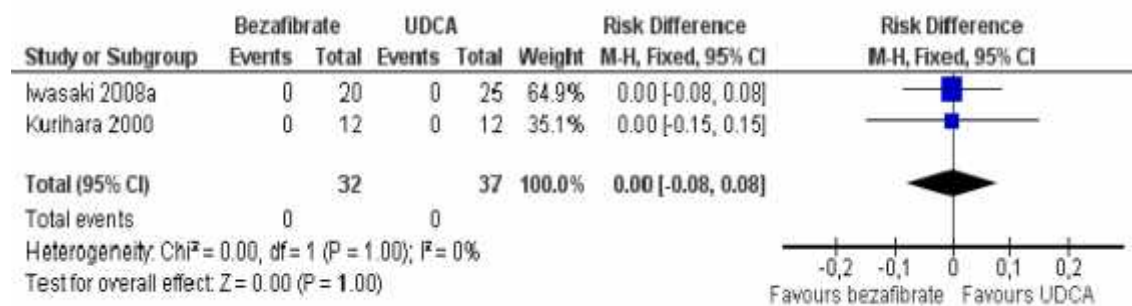 Bezafibrate UDCA Risk Difference Risk Difference
Study or Subgroup Events Total Events Total Weight M-H, Fixed, 95% CI M-H, Fixed, 95% CI
Iwasaki 2008a 0 20 0 25 64.9% 0.00 [-0.08, 0.08]
Kurihara 2000 0 12 0 12 35.1% 0.00 [-0.15, 0.15]
Total (95% CI) 32 37 100.0% 0.00 [-0.08, 0.08]
Total events 0 0
Heterogeneity: Chi² = 0.00, df = 1 (P = 1.00); I² = 0%
Test for overall effect: Z = 0.00 (P = 1.00)
-0,2 -0,1 0 0,1 0,2
Favours bezafibrate Favours UDCA